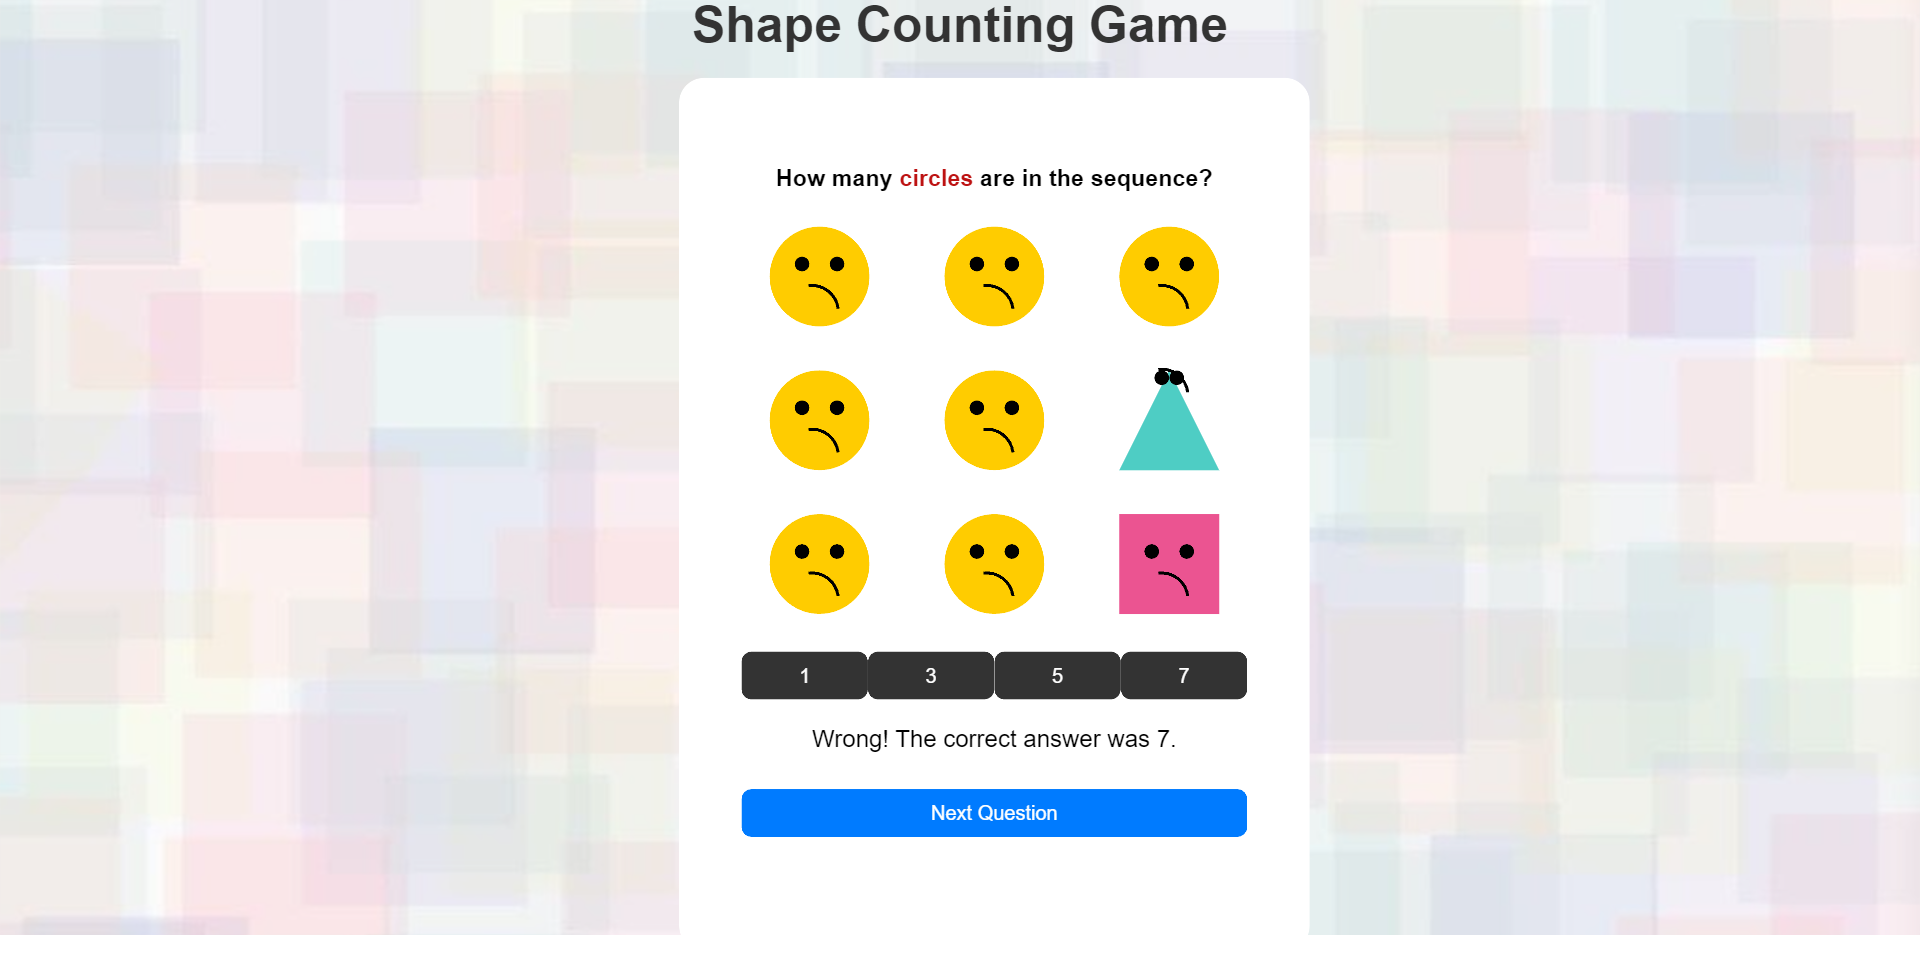 Shape Counting Game
How many circles are in the sequence?
1 3 5 7
Wrong! The correct answer was 7.
Next Question